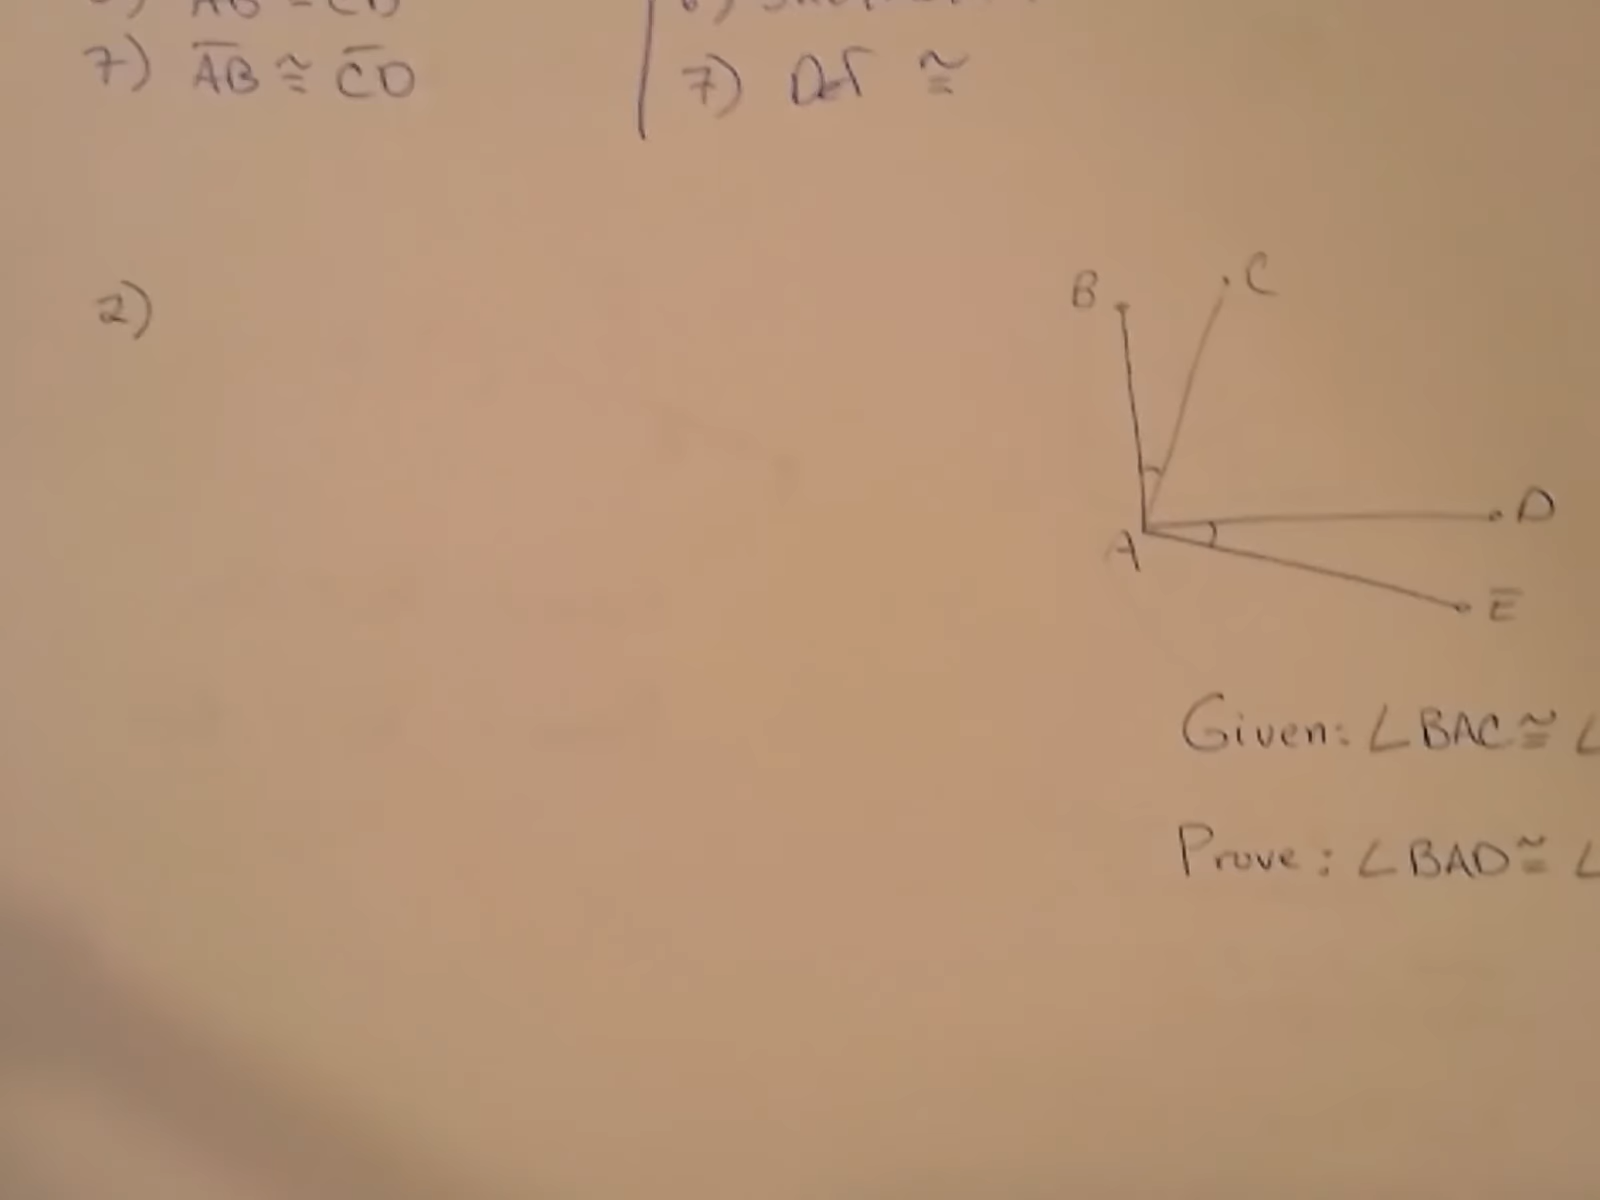 7) AB ≅ CD
7) Def ≅
2)
B
C
D
A
E
Given: ∠BAC ≅ ∠
Prove: ∠BAD ≅ ∠